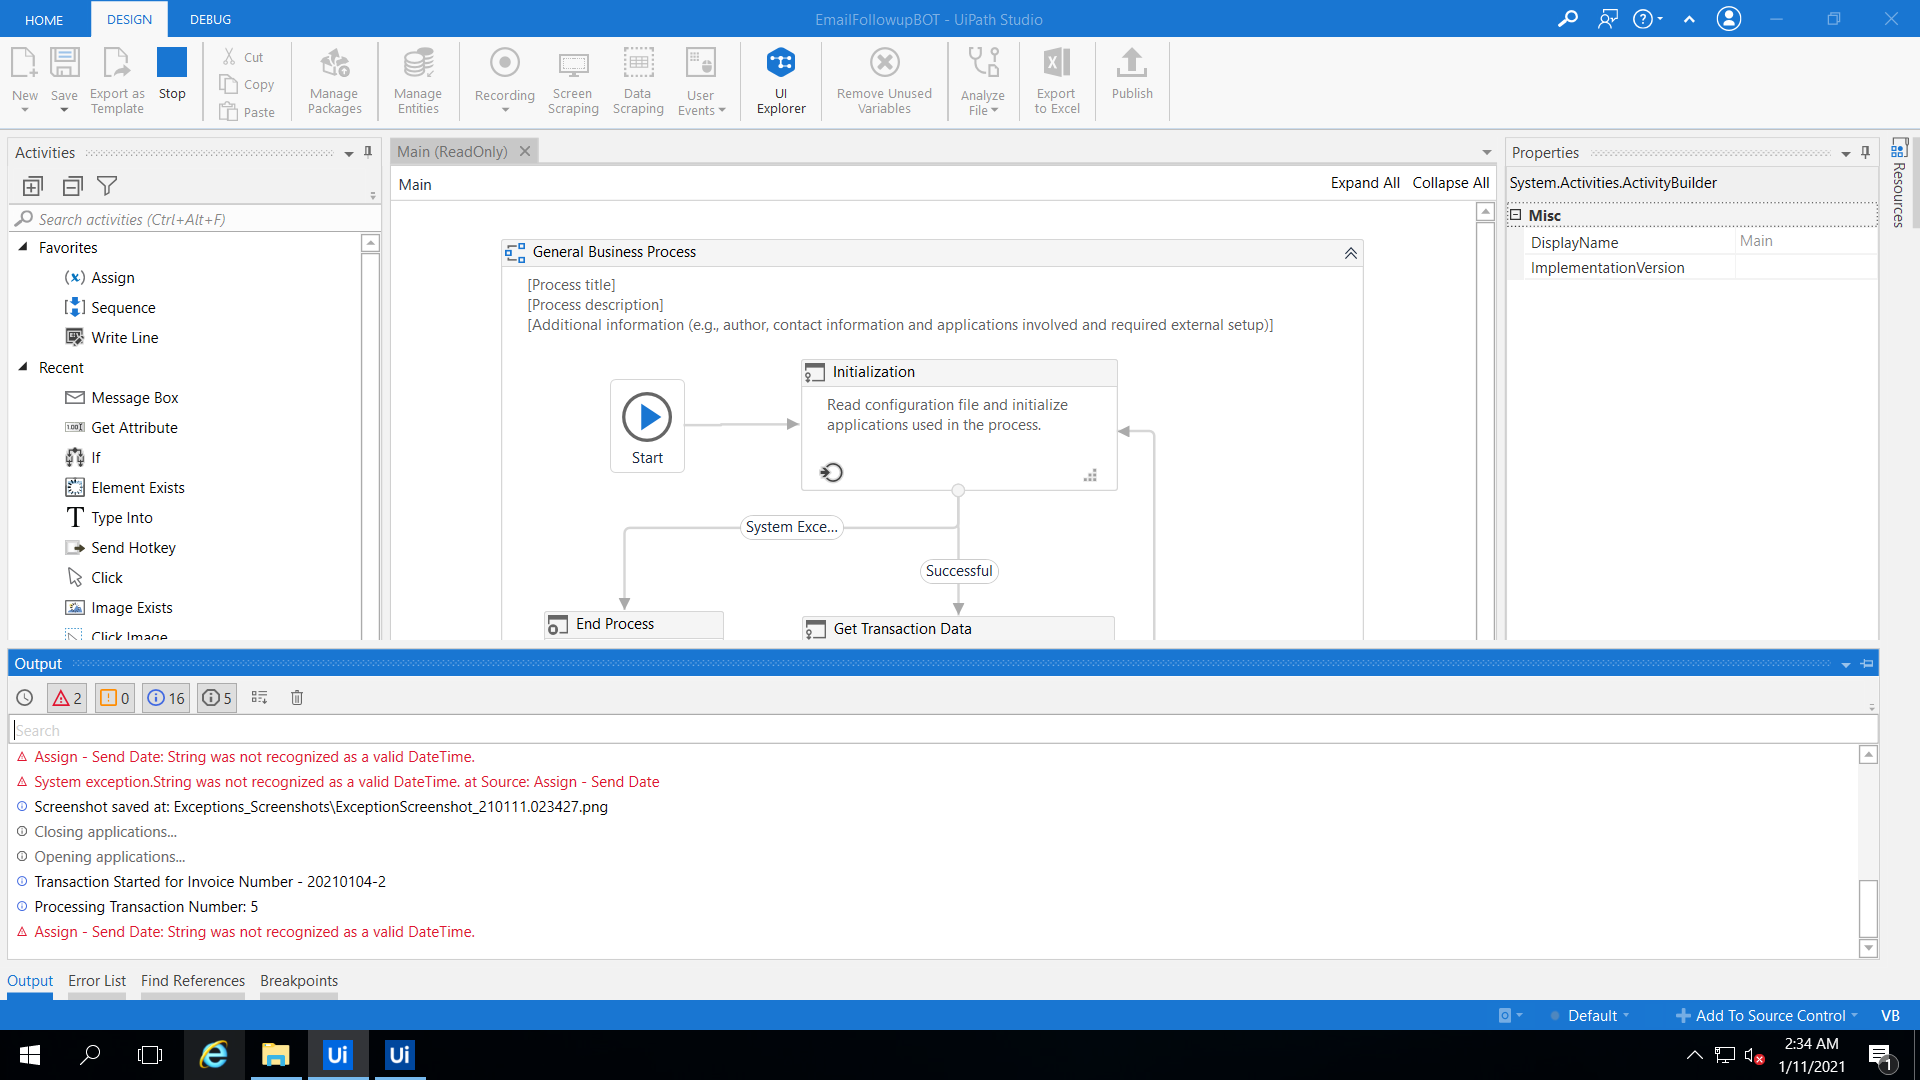 HOME
DESIGN
DEBUG
EmailFollowupBOT - UiPath Studio
New
Save
Export as
Template
Stop
Cut
Copy
Paste
Manage
Packages
Manage
Entities
Recording
Screen
Scraping
Data
Scraping
User
Events
UI
Explorer
Remove Unused
Variables
Analyze
File
Export
to Excel
Publish
Activities
Search activities (Ctrl+Alt+F)
Favorites
Assign
Sequence
Write Line
Recent
Message Box
Get Attribute
If
Element Exists
Type Into
Send Hotkey
Click
Image Exists
Click Image
Main (ReadOnly)
Main
Expand All
Collapse All
General Business Process
[Process title]
[Process description]
[Additional information (e.g., author, contact information and applications involved and required external setup)]
Start
Initialization
Read configuration file and initialize
applications used in the process.
System Exce...
Successful
End Process
Get Transaction Data
Properties
System.Activities.ActivityBuilder
Misc
DisplayName
Main
ImplementationVersion
Resources
Output
2
0
16
5
Search
Assign - Send Date: String was not recognized as a valid DateTime.
System exception.String was not recognized as a valid DateTime. at Source: Assign - Send Date
Screenshot saved at: Exceptions_Screenshots\ExceptionScreenshot_210111.023427.png
Closing applications...
Opening applications...
Transaction Started for Invoice Number - 20210104-2
Processing Transaction Number: 5
Assign - Send Date: String was not recognized as a valid DateTime.
Output
Error List
Find References
Breakpoints
Default
Add To Source Control
VB
Ui
Ui
2:34 AM
1/11/2021
1